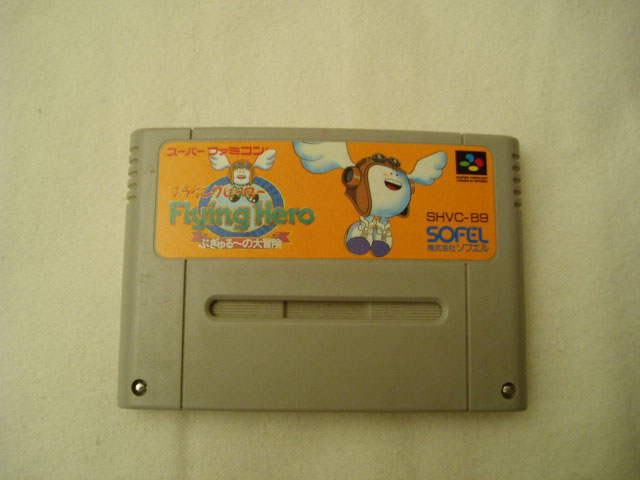 スーパーファミコン
フライングヒーロー
Flying Hero
ぶぎゅる〜の大冒険
SHVC-B9
SOFEL
株式会社ソフエル